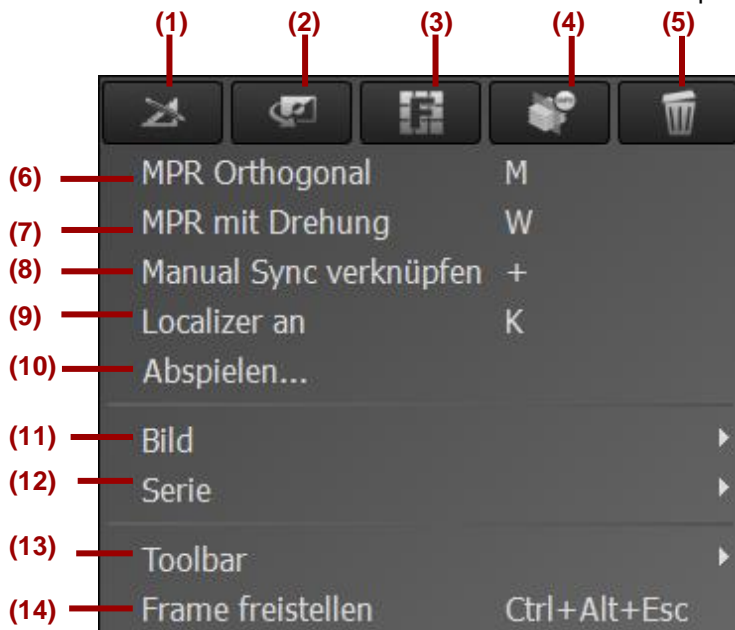 (1) (2) (3) (4) (5)
(6) MPR Orthogonal M
(7) MPR mit Drehung W
(8) Manual Sync verknüpfen +
(9) Localizer an K
(10) Abspielen...
(11) Bild
(12) Serie
(13) Toolbar
(14) Frame freistellen Ctrl+Alt+Esc